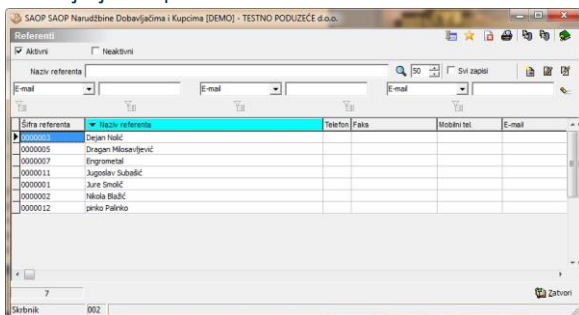 SAOP SAOP Narudžbine Dobavljačima i Kupcima [DEMO] - TESTNO PODUZEĆE d.o.o.
Referenti
Aktivni Neaktivni
Naziv referenta 50 Svi zapisi
E-mail E-mail E-mail
Šifra referenta Naziv referenta Telefon Faks Mobilni tel. E-mail
0000003 Dejan Nolić
0000005 Dragan Milosavljević
0000007 Engrometal
0000011 Jugoslav Subašić
0000001 Jure Smolič
0000002 Nikola Blažić
0000012 pinko Palinko
7 Zatvori
Skrbnik 002